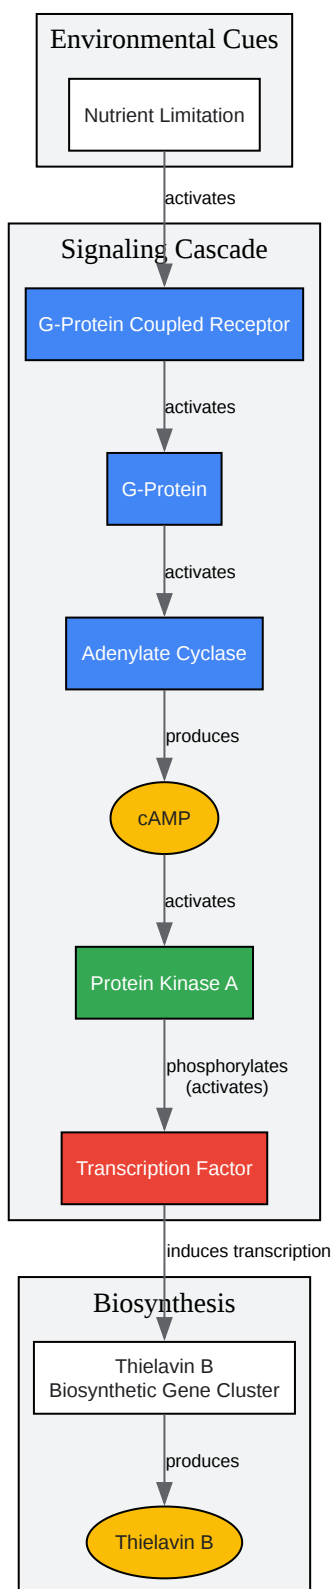 Environmental Cues
Nutrient Limitation
activates
Signaling Cascade
G-Protein Coupled Receptor
activates
G-Protein
activates
Adenylate Cyclase
produces
cAMP
activates
Protein Kinase A
phosphorylates
(activates)
Transcription Factor
induces transcription
Biosynthesis
Thielavin B
Biosynthetic Gene Cluster
produces
Thielavin B